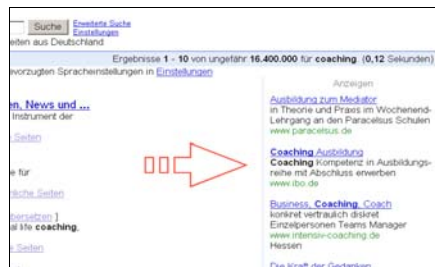 Suche Erweiterte Suche
Einstellungen
eiten aus Deutschland
Ergebnisse 1 - 10 von ungefähr 16.400.000 für coaching. (0,12 Sekunden)
evorzugten Spracheinstellungen in Einstellungen
Anzeigen
en, News und ...
Instrument der
Seiten
e für
nliche Seiten
bersetzen ]
al life coaching,
e Seiten
Ausbildung zum Mediator
in Theorie und Praxis im Wochenend-
Lehrgang an den Paracelsus Schulen
www.paracelsus.de
Coaching Ausbildung
Coaching Kompetenz in Ausbildungs-
reihe mit Abschluss erwerben
www.ibo.de
Business, Coaching, Coach
konkret vertraulich diskret
Einzelpersonen Teams Manager
www.intensiv-coaching.de
Hessen
Die Kraft der Gedanken